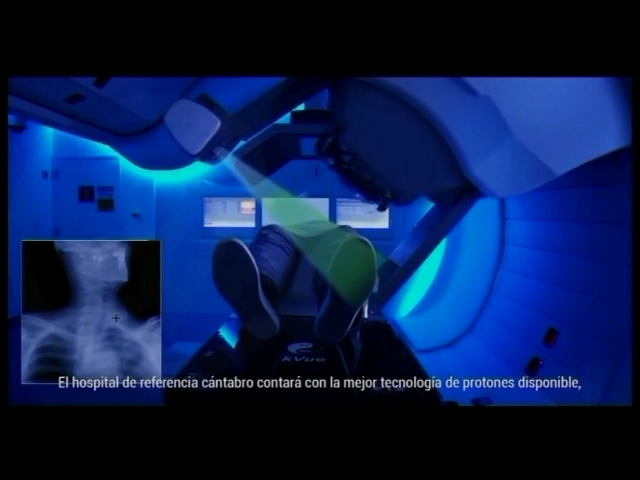 kVue
El hospital de referencia cántabro contará con la mejor tecnología de protones disponible,